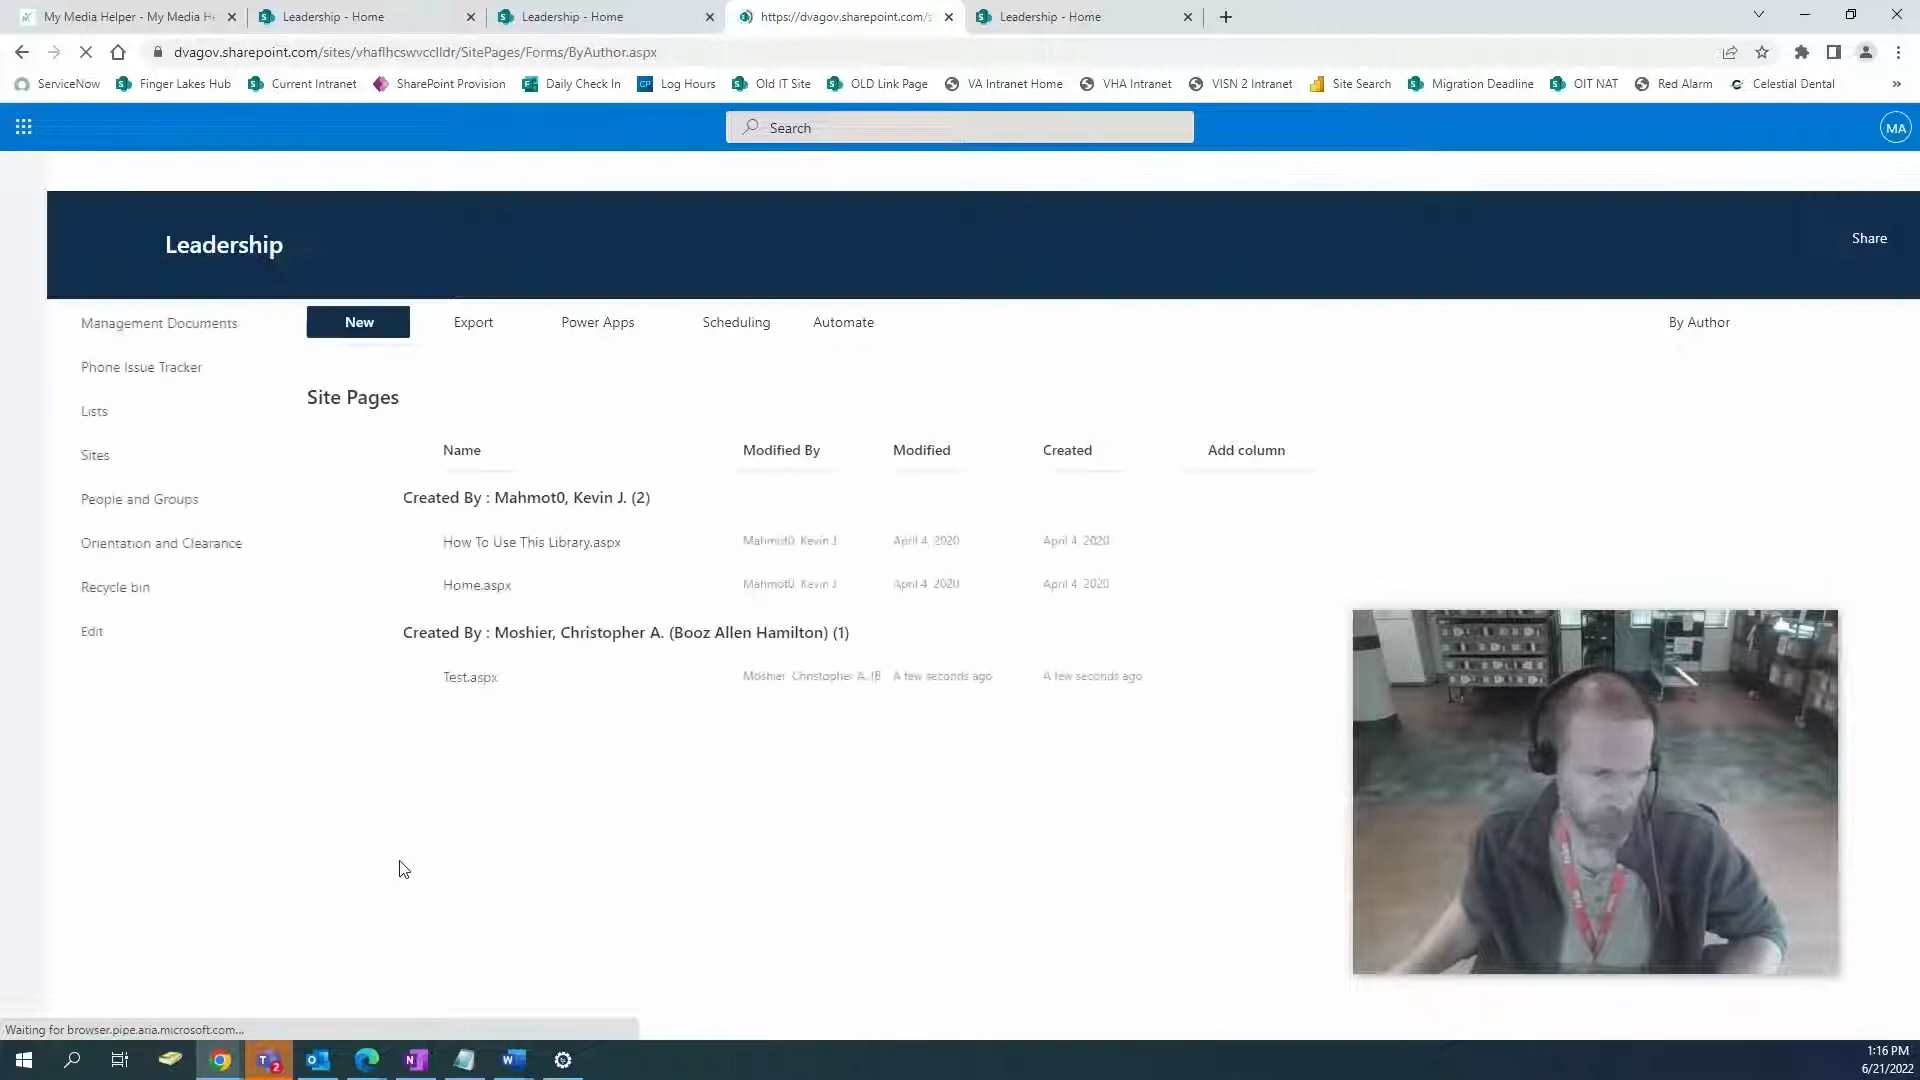 My Media Helper - My Media H
Leadership - Home
Leadership - Home
https://dvagov.sharepoint.com/s
Leadership - Home
dvagov.sharepoint.com/sites/vhaflhcswvcclldr/SitePages/Forms/ByAuthor.aspx
ServiceNow
Finger Lakes Hub
Current Intranet
SharePoint Provision
Daily Check In
CP
Log Hours
Old IT Site
OLD Link Page
VA Intranet Home
VHA Intranet
VISN 2 Intranet
Site Search
Migration Deadline
OIT NAT
Red Alarm
Celestial Dental
Search
MA
Leadership
Share
Management Documents
Phone Issue Tracker
Lists
Sites
People and Groups
Orientation and Clearance
Recycle bin
Edit
New
Export
Power Apps
Scheduling
Automate
By Author
Site Pages
Name
Modified By
Modified
Created
Add column
Created By : Mahmot0, Kevin J. (2)
How To Use This Library.aspx
Mahmot0, Kevin J.
April 4, 2020
April 4, 2020
Home.aspx
Mahmot0, Kevin J.
April 4, 2020
April 4, 2020
Created By : Moshier, Christopher A. (Booz Allen Hamilton) (1)
Test.aspx
Moshier, Christopher A. (B
A few seconds ago
A few seconds ago
Waiting for browser.pipe.aria.microsoft.com...
1:16 PM
6/21/2022